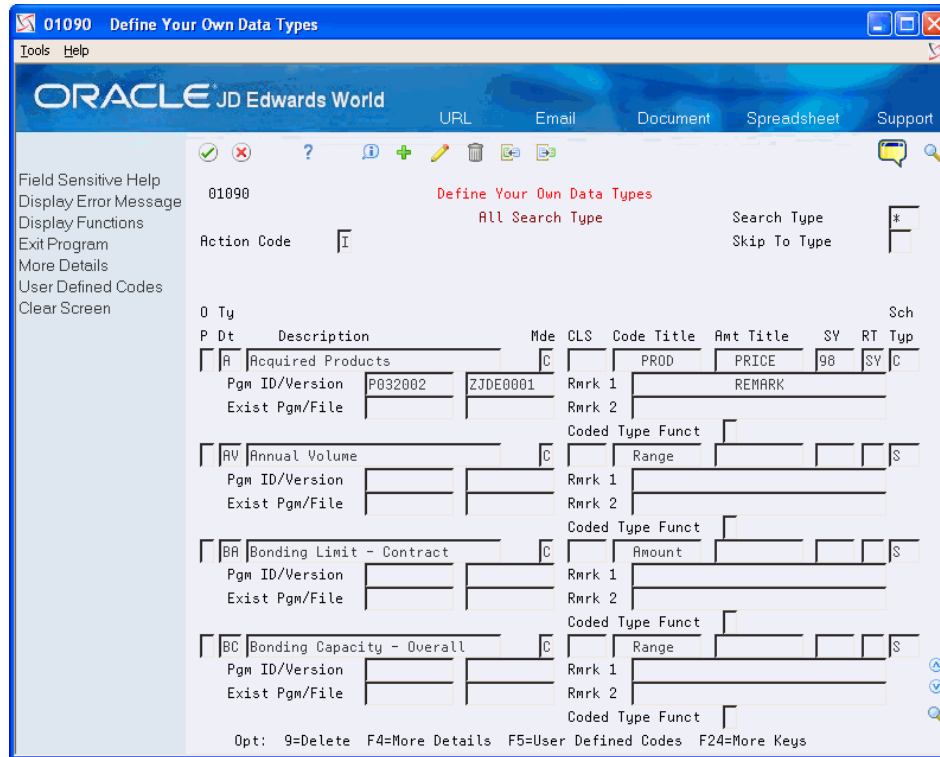 01090 Define Your Own Data Types
Tools Help
ORACLE JD Edwards World
URL Email Document Spreadsheet Support
Field Sensitive Help
Display Error Message
Display Functions
Exit Program
More Details
User Defined Codes
Clear Screen
01090 Define Your Own Data Types
All Search Type Search Type *
Action Code I Skip To Type
O Ty Sch
P Dt Description Mde CLS Code Title Amt Title SY RT Typ
A Acquired Products C PROD PRICE 98 SY C
Pgm ID/Version P032002 ZJDE0001 Rmrk 1 REMARK
Exist Pgm/File Rmrk 2
Coded Type Funct
AV Annual Volume C Range S
Pgm ID/Version Rmrk 1
Exist Pgm/File Rmrk 2
Coded Type Funct
BA Bonding Limit - Contract C Amount S
Pgm ID/Version Rmrk 1
Exist Pgm/File Rmrk 2
Coded Type Funct
BC Bonding Capacity - Overall C Range S
Pgm ID/Version Rmrk 1
Exist Pgm/File Rmrk 2
Coded Type Funct
Opt: 9=Delete F4=More Details F5=User Defined Codes F24=More Keys